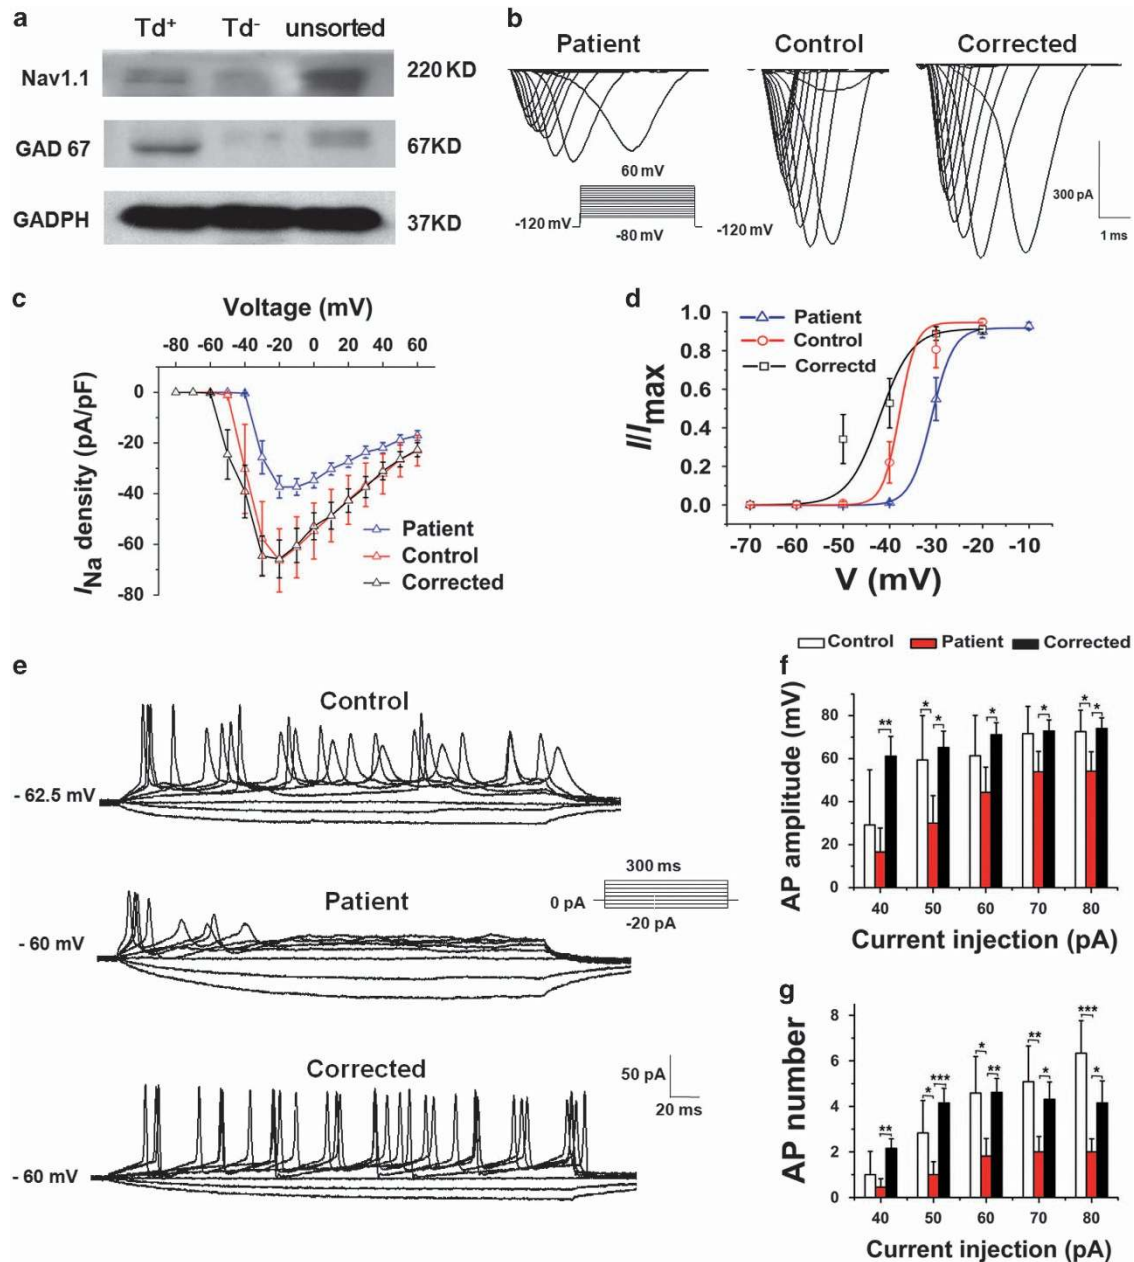 a
Td+ Td- unsorted
Nav1.1 220 KD
GAD 67 67KD
GADPH 37KD
b
Patient Control Corrected
60 mV
-120 mV
-80 mV
-120 mV
300 pA
1 ms
c
Voltage (mV)
-80 -60 -40 -20 0 20 40 60
0
-20
-40
-60
-80
INa density (pA/pF)
Patient
Control
Corrected
d
1.0
0.8
0.6
0.4
0.2
0.0
I/Imax
Patient
Control
Correctd
-70 -60 -50 -40 -30 -20 -10
V (mV)
e
Control
- 62.5 mV
Patient
- 60 mV
300 ms
0 pA
-20 pA
Corrected
- 60 mV
50 pA
20 ms
Control Patient Corrected
f
AP amplitude (mV)
80
60
40
20
0
** * * * * * *
40 50 60 70 80
Current injection (pA)
g
AP number
8
6
4
2
0
** * *** * ** ** * *** *
40 50 60 70 80
Current injection (pA)